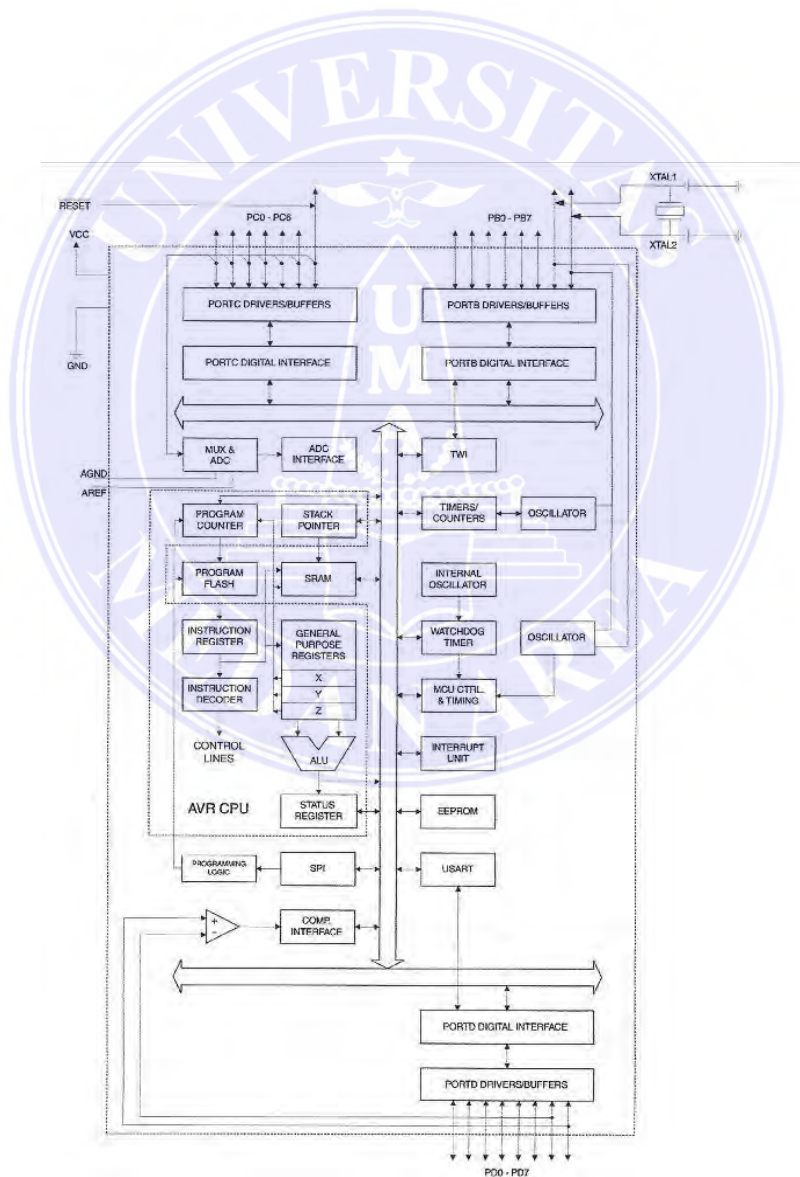 UNIVERSITAS
XTAL1
RESET
PC0 - PC6
PB0 - PB7
VCC
XTAL2
PORTC DRIVERS/BUFFERS
PORTB DRIVERS/BUFFERS
GND
PORTC DIGITAL INTERFACE
PORTB DIGITAL INTERFACE
U
M
A
MUX &
ADC
ADC
INTERFACE
TWI
AGND
AREF
PROGRAM
COUNTER
STACK
POINTER
TIMERS/
COUNTERS
OSCILLATOR
PROGRAM
FLASH
SRAM
INTERNAL
OSCILLATOR
INSTRUCTION
REGISTER
GENERAL
PURPOSE
REGISTERS
WATCHDOG
TIMER
OSCILLATOR
X
INSTRUCTION
DECODER
Y
MCU CTRL.
& TIMING
Z
CONTROL
LINES
ALU
INTERRUPT
UNIT
AVR CPU
STATUS
REGISTER
EEPROM
PROGRAMMING
LOGIC
SPI
USART
+
-
COMP.
INTERFACE
PORTD DIGITAL INTERFACE
PORTD DRIVERS/BUFFERS
PD0 - PD7
MEDAN AREA